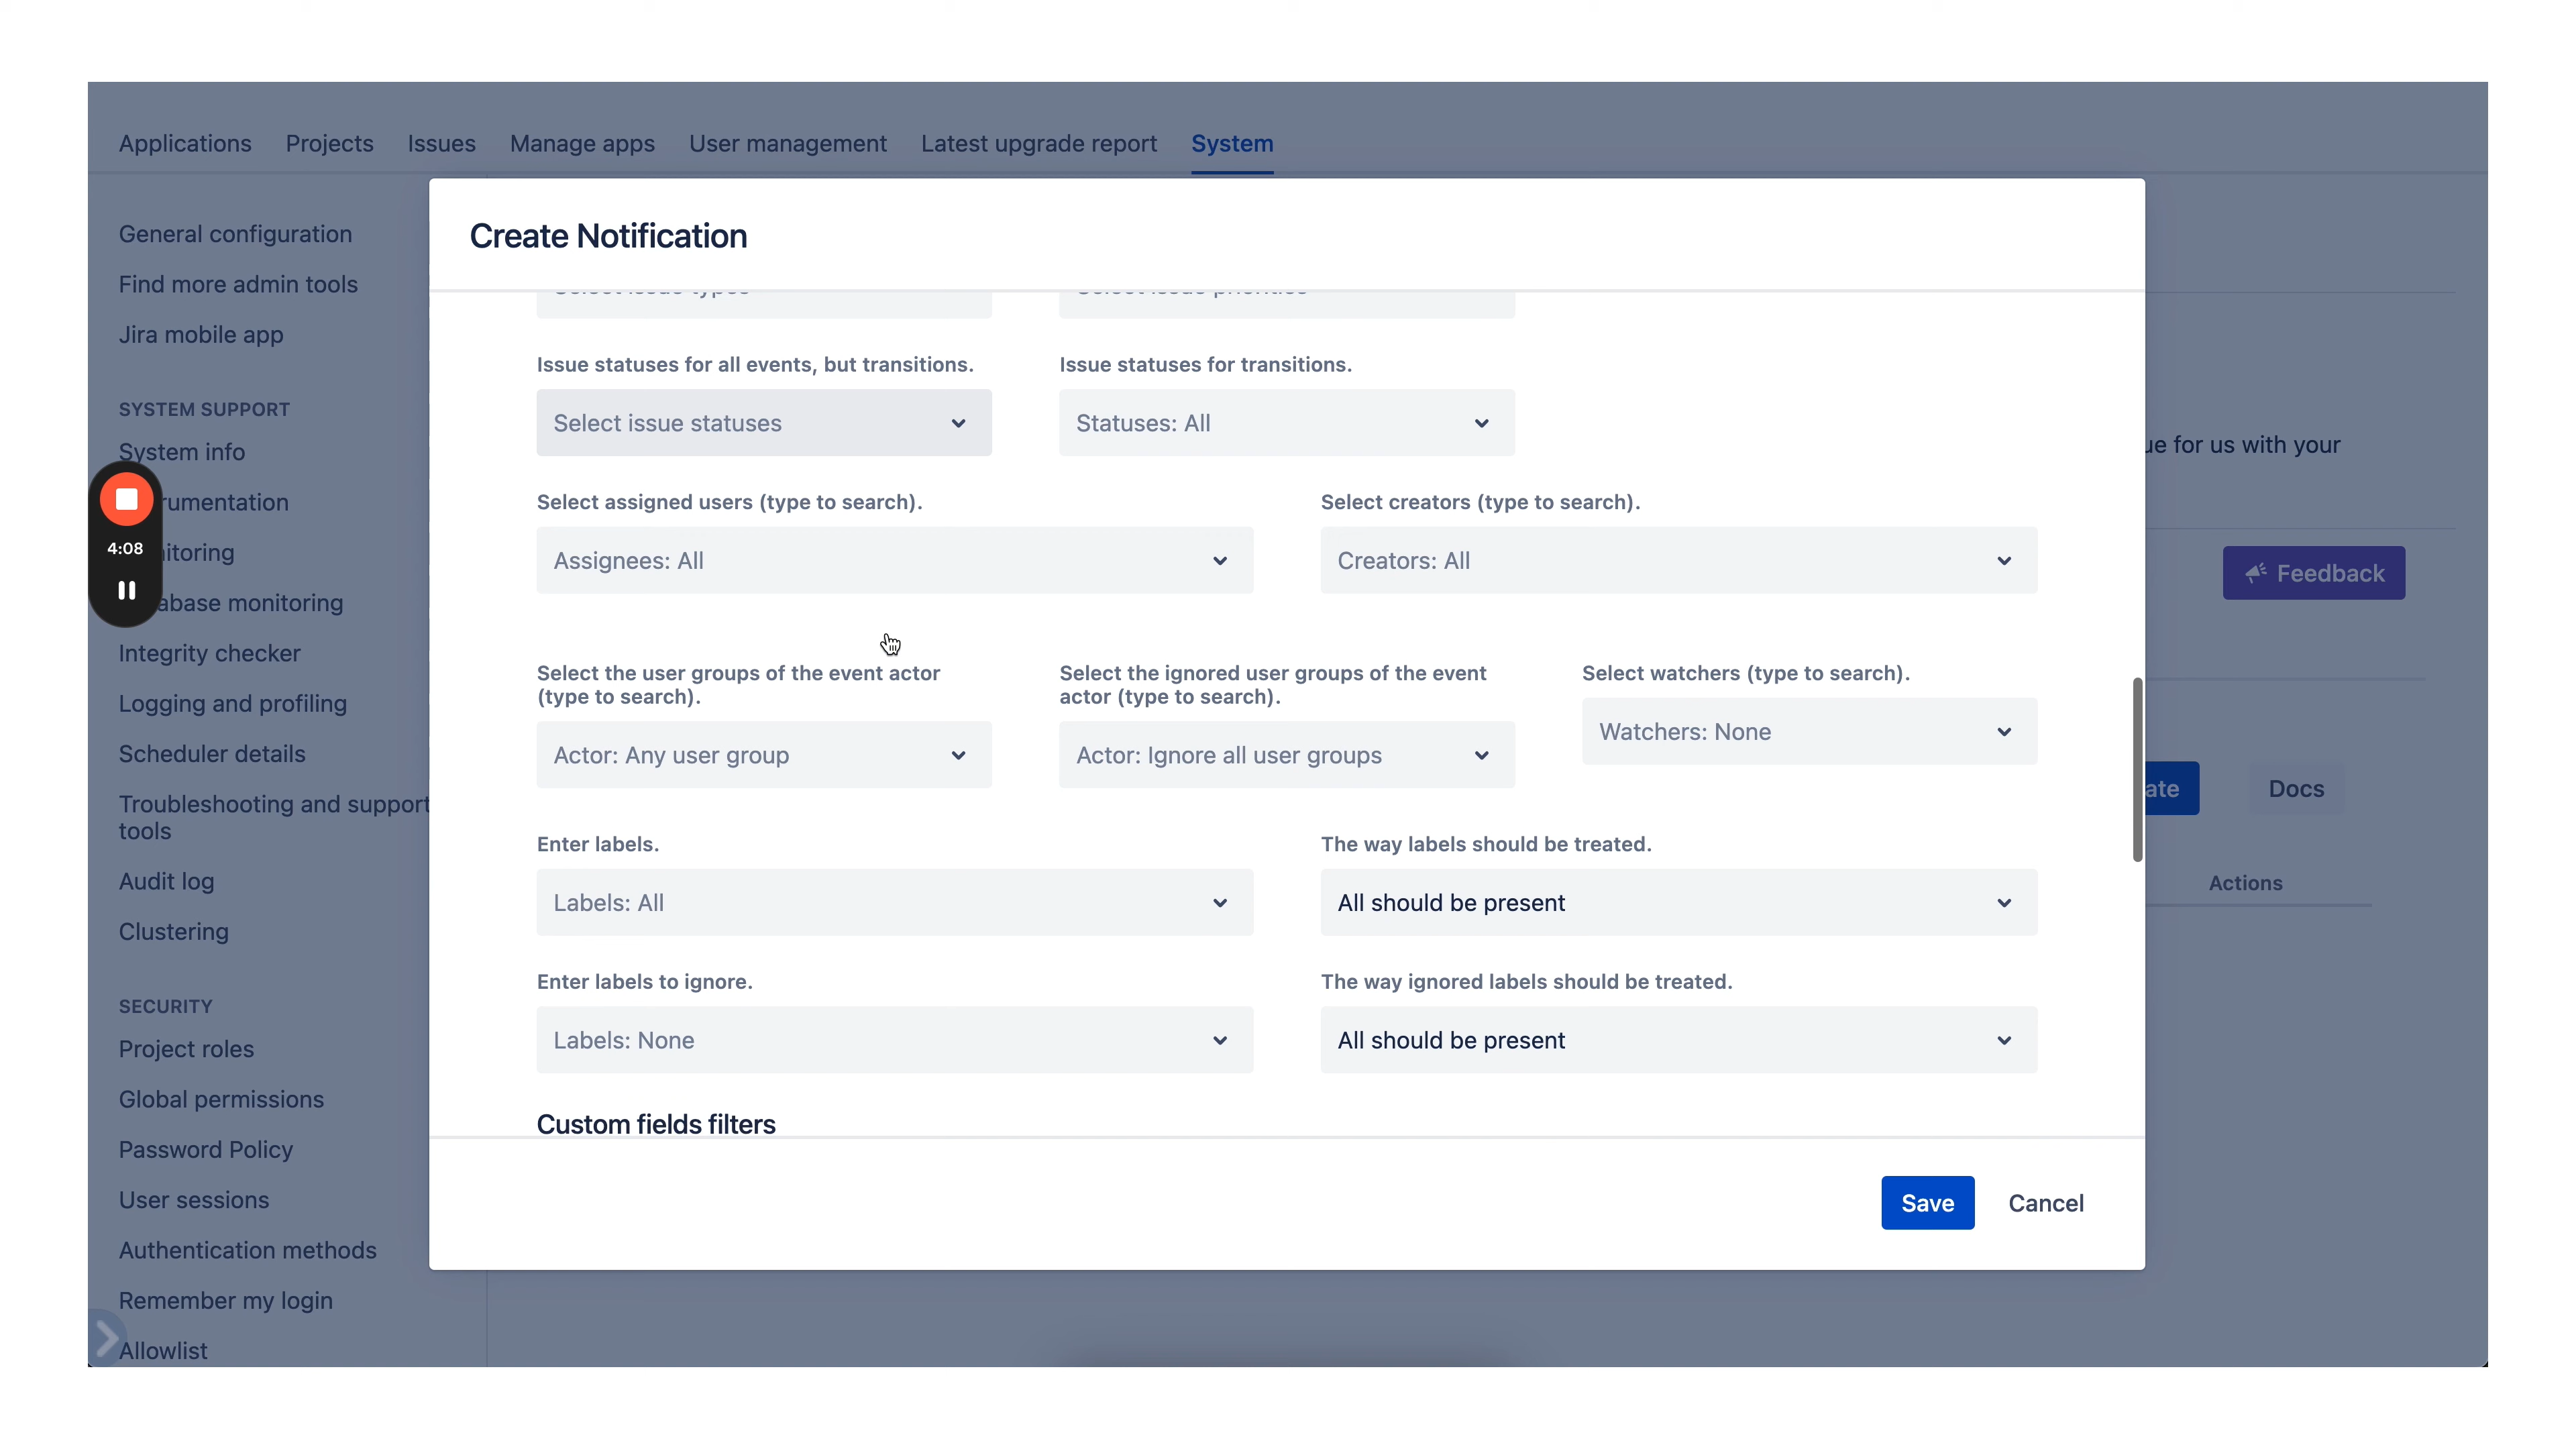 Applications Projects Issues Manage apps User management Latest upgrade report System
General configuration
Find more admin tools
Jira mobile app
SYSTEM SUPPORT
System info
rumentation
itoring
abase monitoring
Integrity checker
Logging and profiling
Scheduler details
Troubleshooting and support
tools
Audit log
Clustering
SECURITY
Project roles
Global permissions
Password Policy
User sessions
Authentication methods
Remember my login
Allowlist
4:08
Create Notification
Select issue types Select issue priorities
Issue statuses for all events, but transitions. Issue statuses for transitions.
Select issue statuses Statuses: All
Select assigned users (type to search). Select creators (type to search).
Assignees: All Creators: All
Select the user groups of the event actor
(type to search).
Select the ignored user groups of the event
actor (type to search).
Select watchers (type to search).
Actor: Any user group Actor: Ignore all user groups Watchers: None
Enter labels. The way labels should be treated.
Labels: All All should be present
Enter labels to ignore. The way ignored labels should be treated.
Labels: None All should be present
Custom fields filters
Save Cancel
ue for us with your
Feedback
ate Docs
Actions